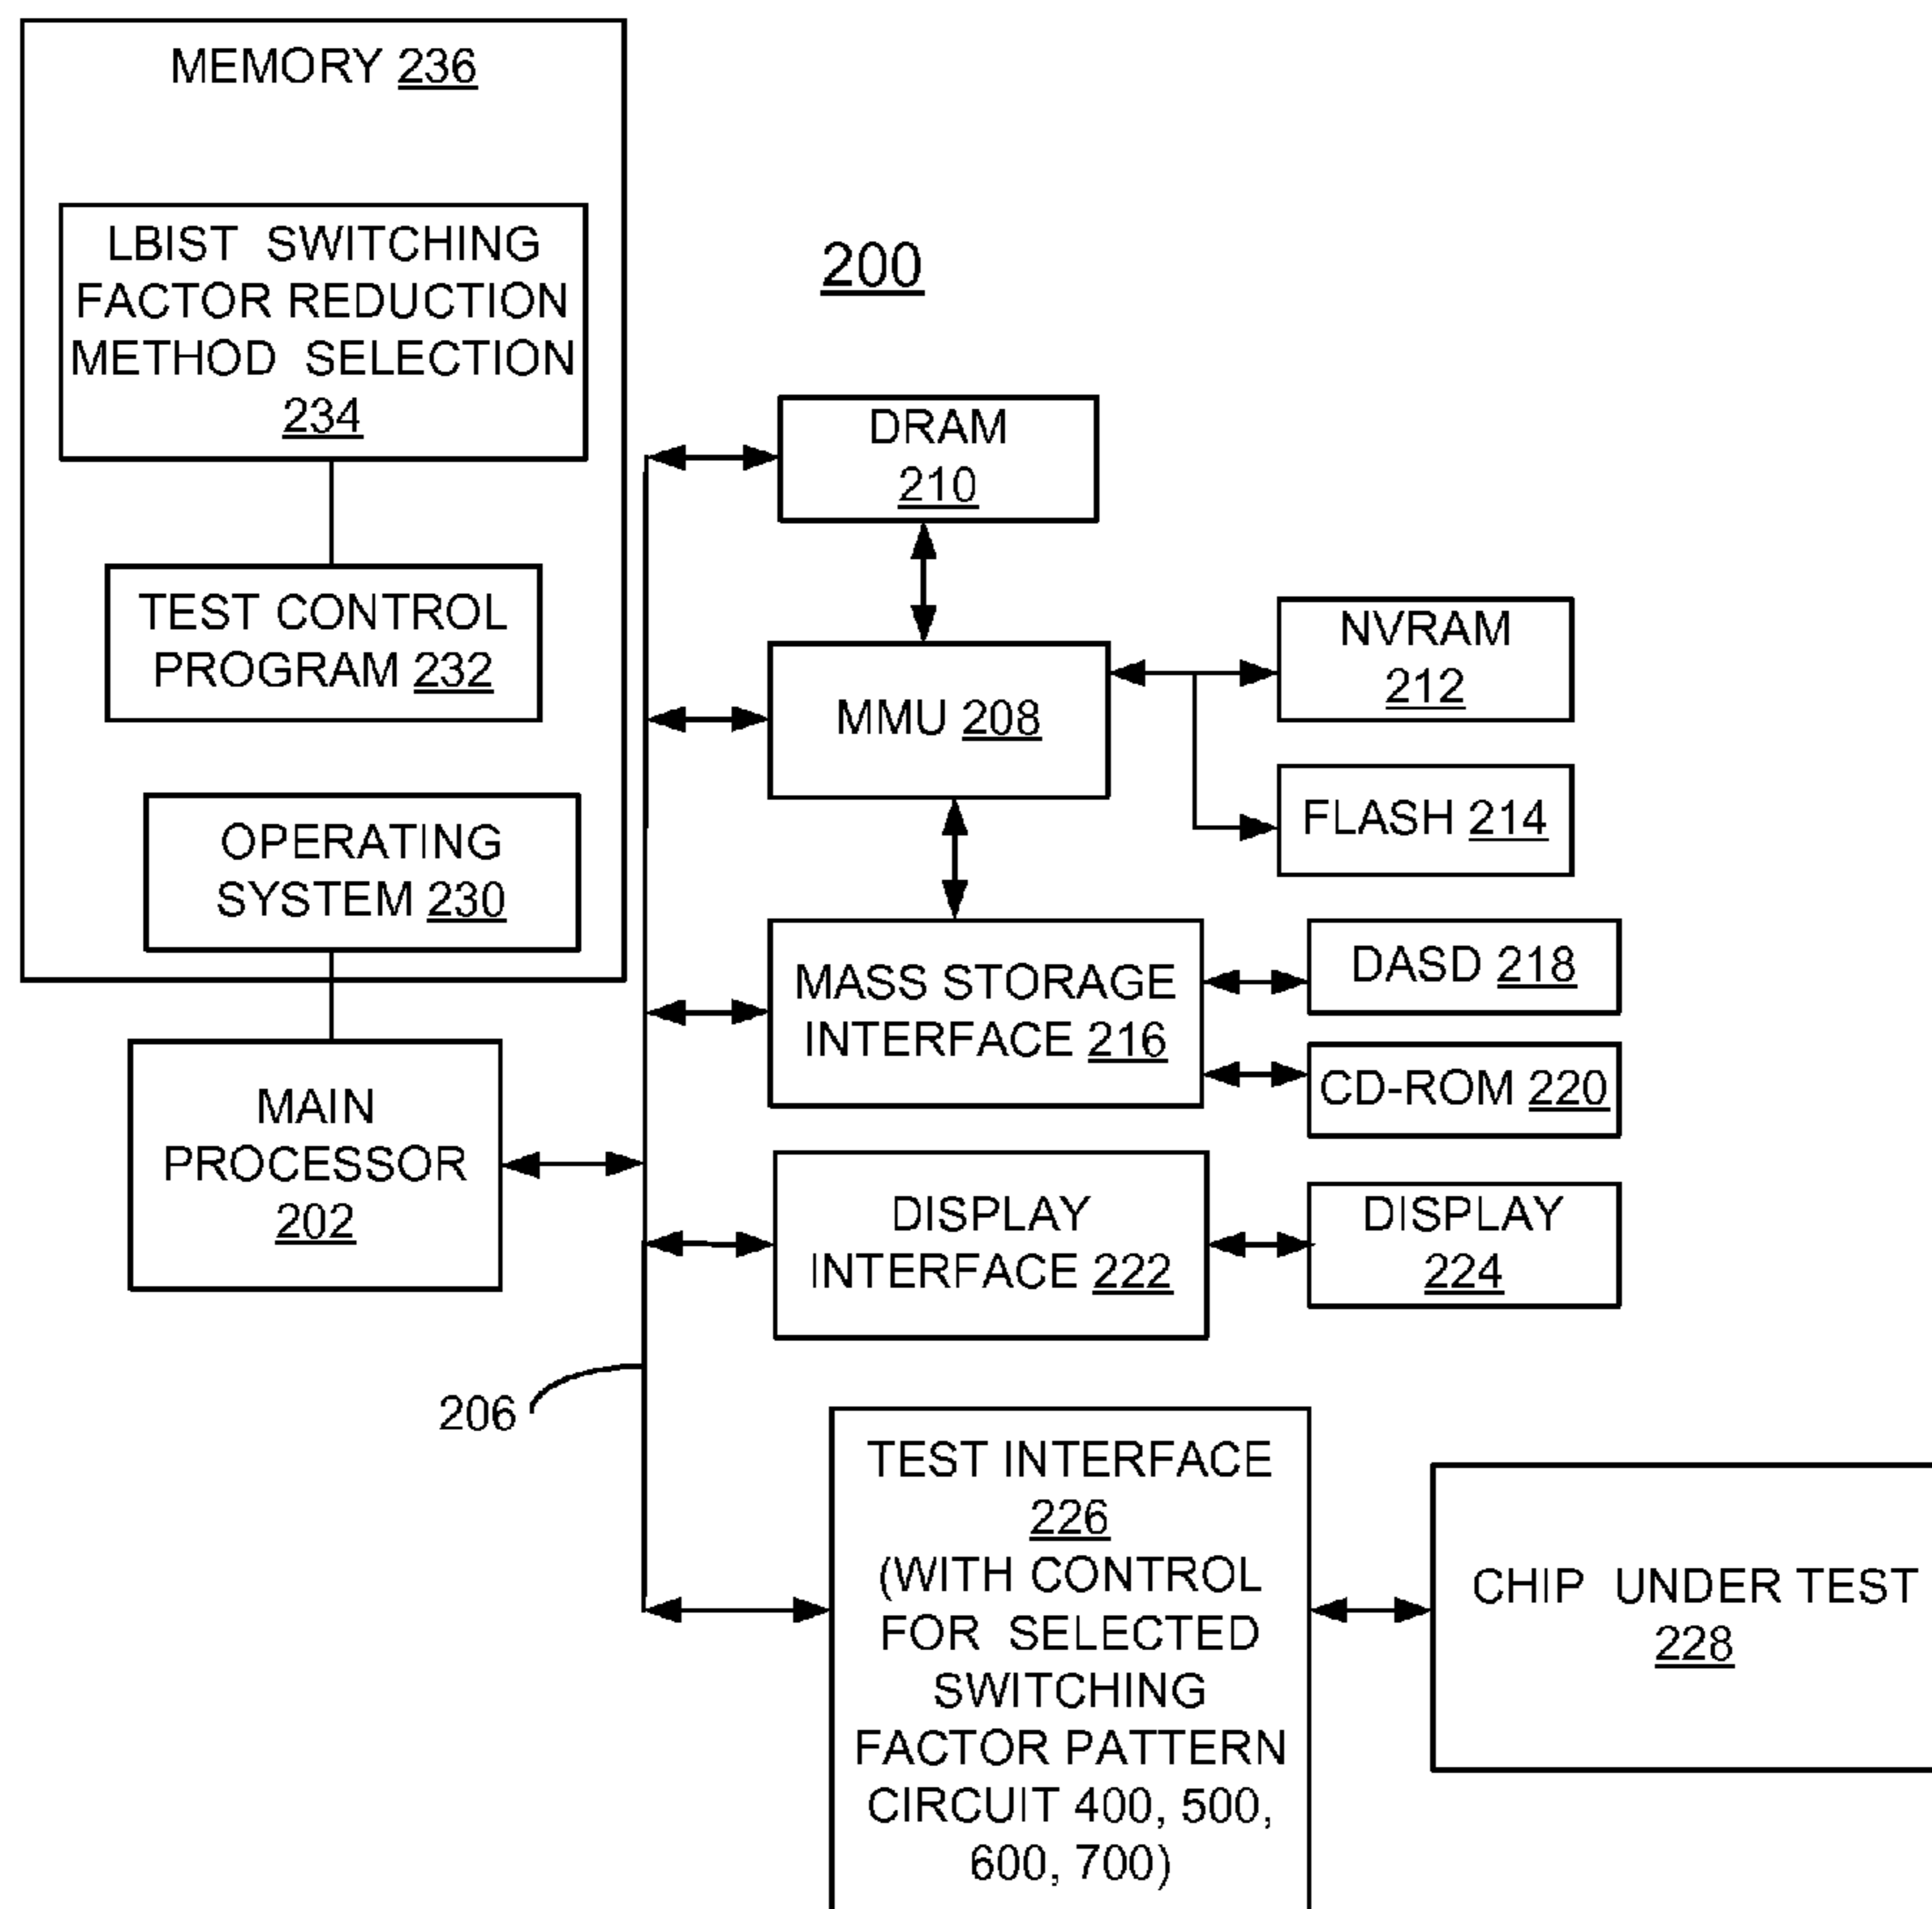 MEMORY 236
LBIST SWITCHING
FACTOR REDUCTION
METHOD SELECTION
234
TEST CONTROL
PROGRAM 232
OPERATING
SYSTEM 230
MAIN
PROCESSOR
202
200
DRAM
210
MMU 208
NVRAM
212
FLASH 214
MASS STORAGE
INTERFACE 216
DASD 218
CD-ROM 220
DISPLAY
INTERFACE 222
DISPLAY
224
206
TEST INTERFACE
226
(WITH CONTROL
FOR SELECTED
SWITCHING
FACTOR PATTERN
CIRCUIT 400, 500,
600, 700)
CHIP UNDER TEST
228